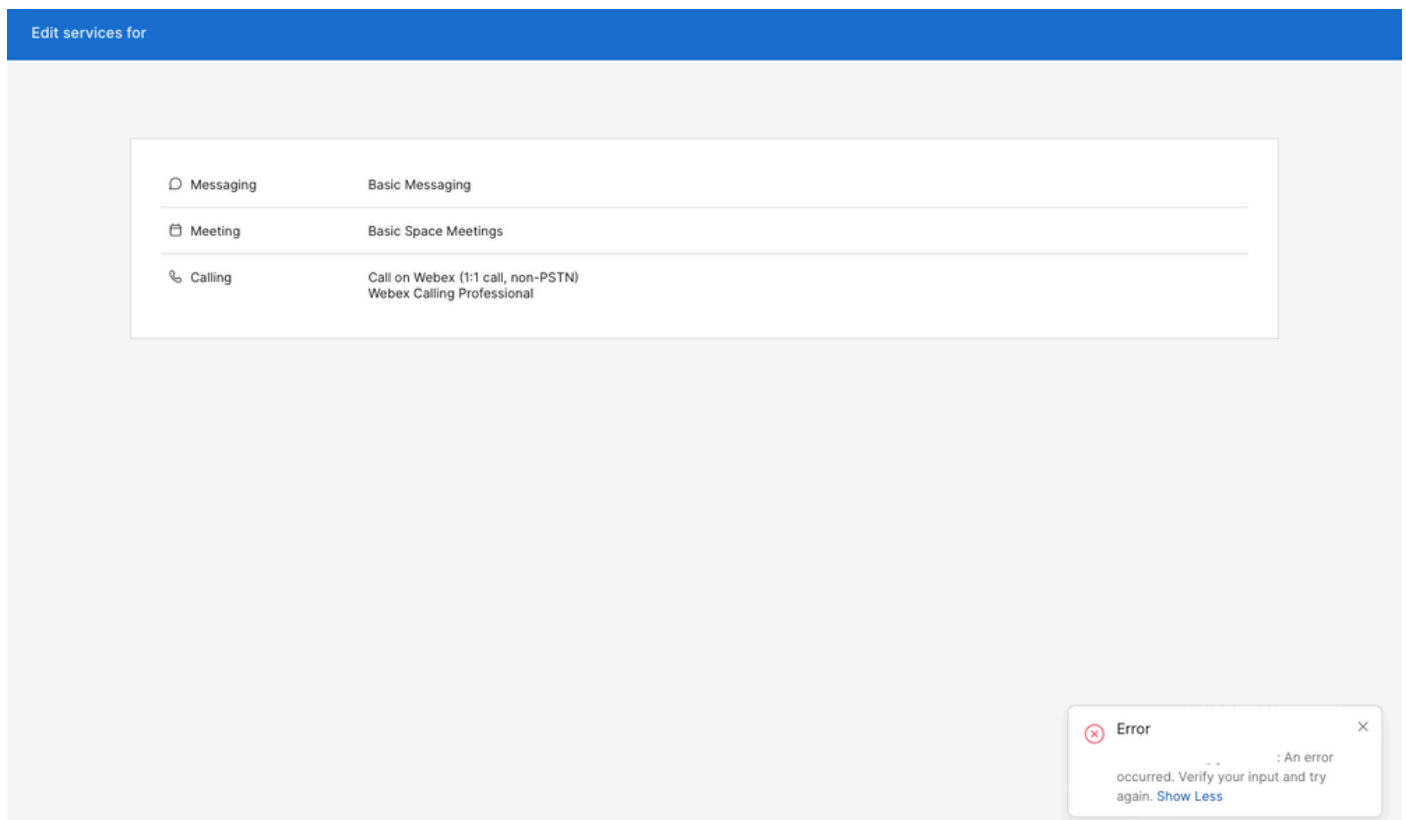 Edit services for
Messaging Basic Messaging
Meeting Basic Space Meetings
Calling Call on Webex (1:1 call, non-PSTN)
Webex Calling Professional
Error
: An error
occurred. Verify your input and try
again. Show Less